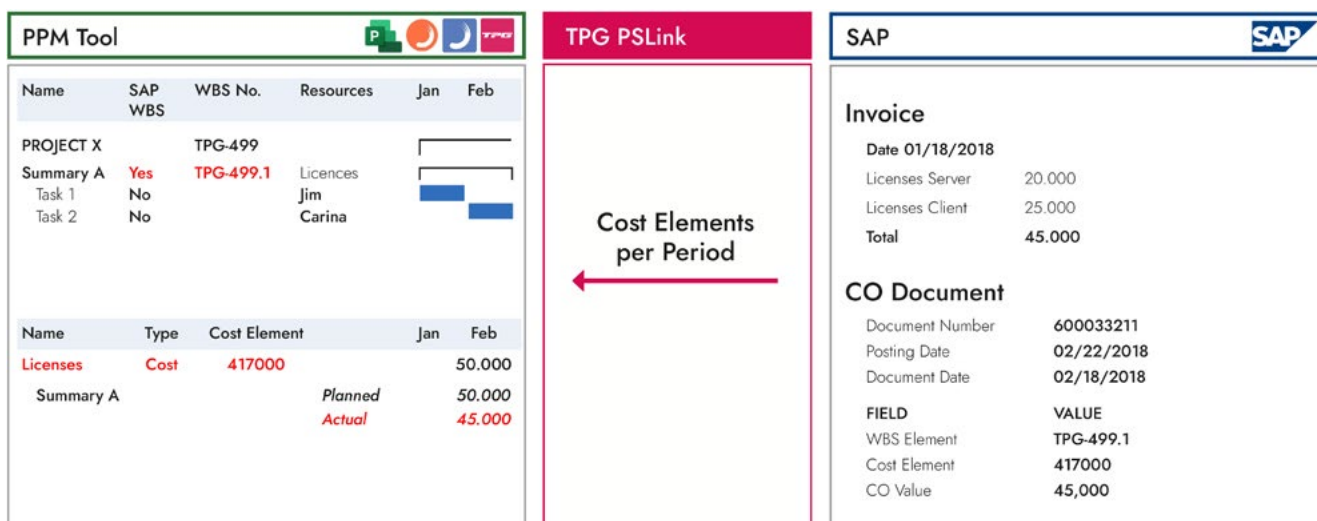 PPM Tool
P
TPG
Name SAP WBS WBS No. Resources Jan Feb
PROJECT X TPG-499
Summary A Yes TPG-499.1 Licences
Task 1 No Jim
Task 2 No Carina
Name Type Cost Element Jan Feb
Licenses Cost 417000 50.000
Summary A Planned 50.000
Actual 45.000
TPG PSLink
Cost Elements
per Period
SAP
SAP
Invoice
Date 01/18/2018
Licenses Server 20.000
Licenses Client 25.000
Total 45.000
CO Document
Document Number 600033211
Posting Date 02/22/2018
Document Date 02/18/2018
FIELD VALUE
WBS Element TPG-499.1
Cost Element 417000
CO Value 45,000